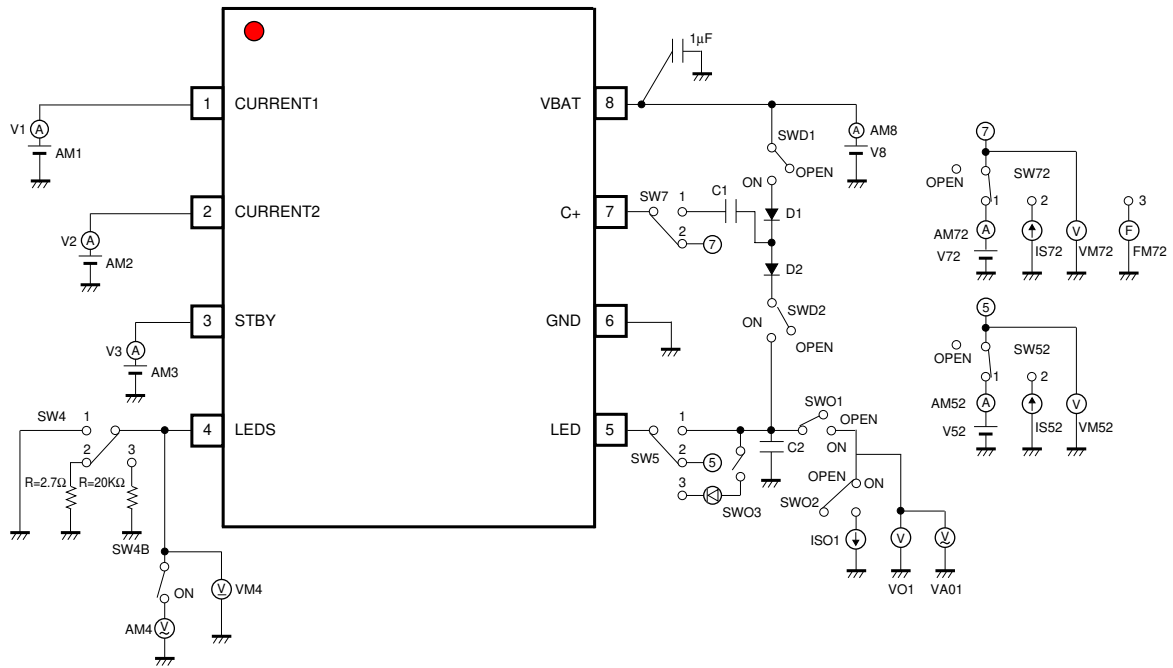 1μF
1 CURRENT1
VBAT 8
V1 A
AM1
SWD1
OPEN
ON
A AM8
V8
7
OPEN
SW72
1
2
3
A
V
F
AM72
V72
IS72
VM72
FM72
2 CURRENT2
C+ 7
SW7
1
2
7
C1
D1
D2
V2 A
AM2
3 STBY
GND 6
ON
SWD2
OPEN
V3 A
AM3
5
OPEN
SW52
1
2
A
V
AM52
V52
IS52
VM52
SW4
1
2
3
4 LEDS
LED 5
SW5
1
2
5
3
C2
SWO1
OPEN
ON
R=2.7Ω
R=20KΩ
SWO3
OPEN
ON
SWO2
ISO1
V
V
VO1
VA01
SW4B
ON
V
VM4
AM4
V